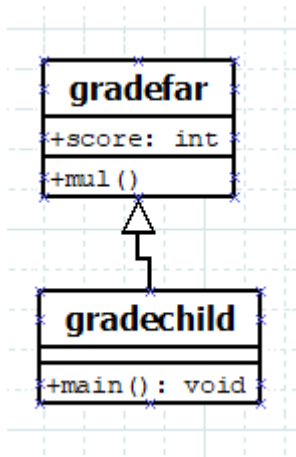 gradefar
+score: int
+mul()
gradechild
+main(): void